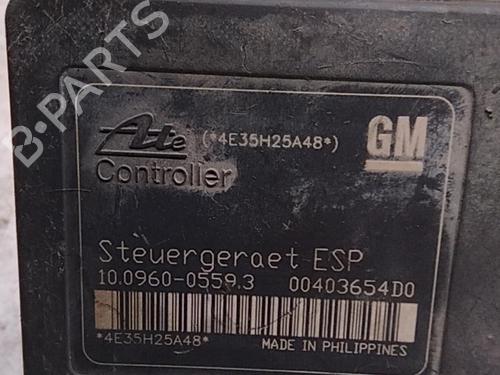 B-PARTS
Ate (*4E35H25A48*) GM
Controller
Steuergeraet ESP
10.0960-0559.3 00403654D0
*4E35H25A48* MADE IN PHILIPPINES